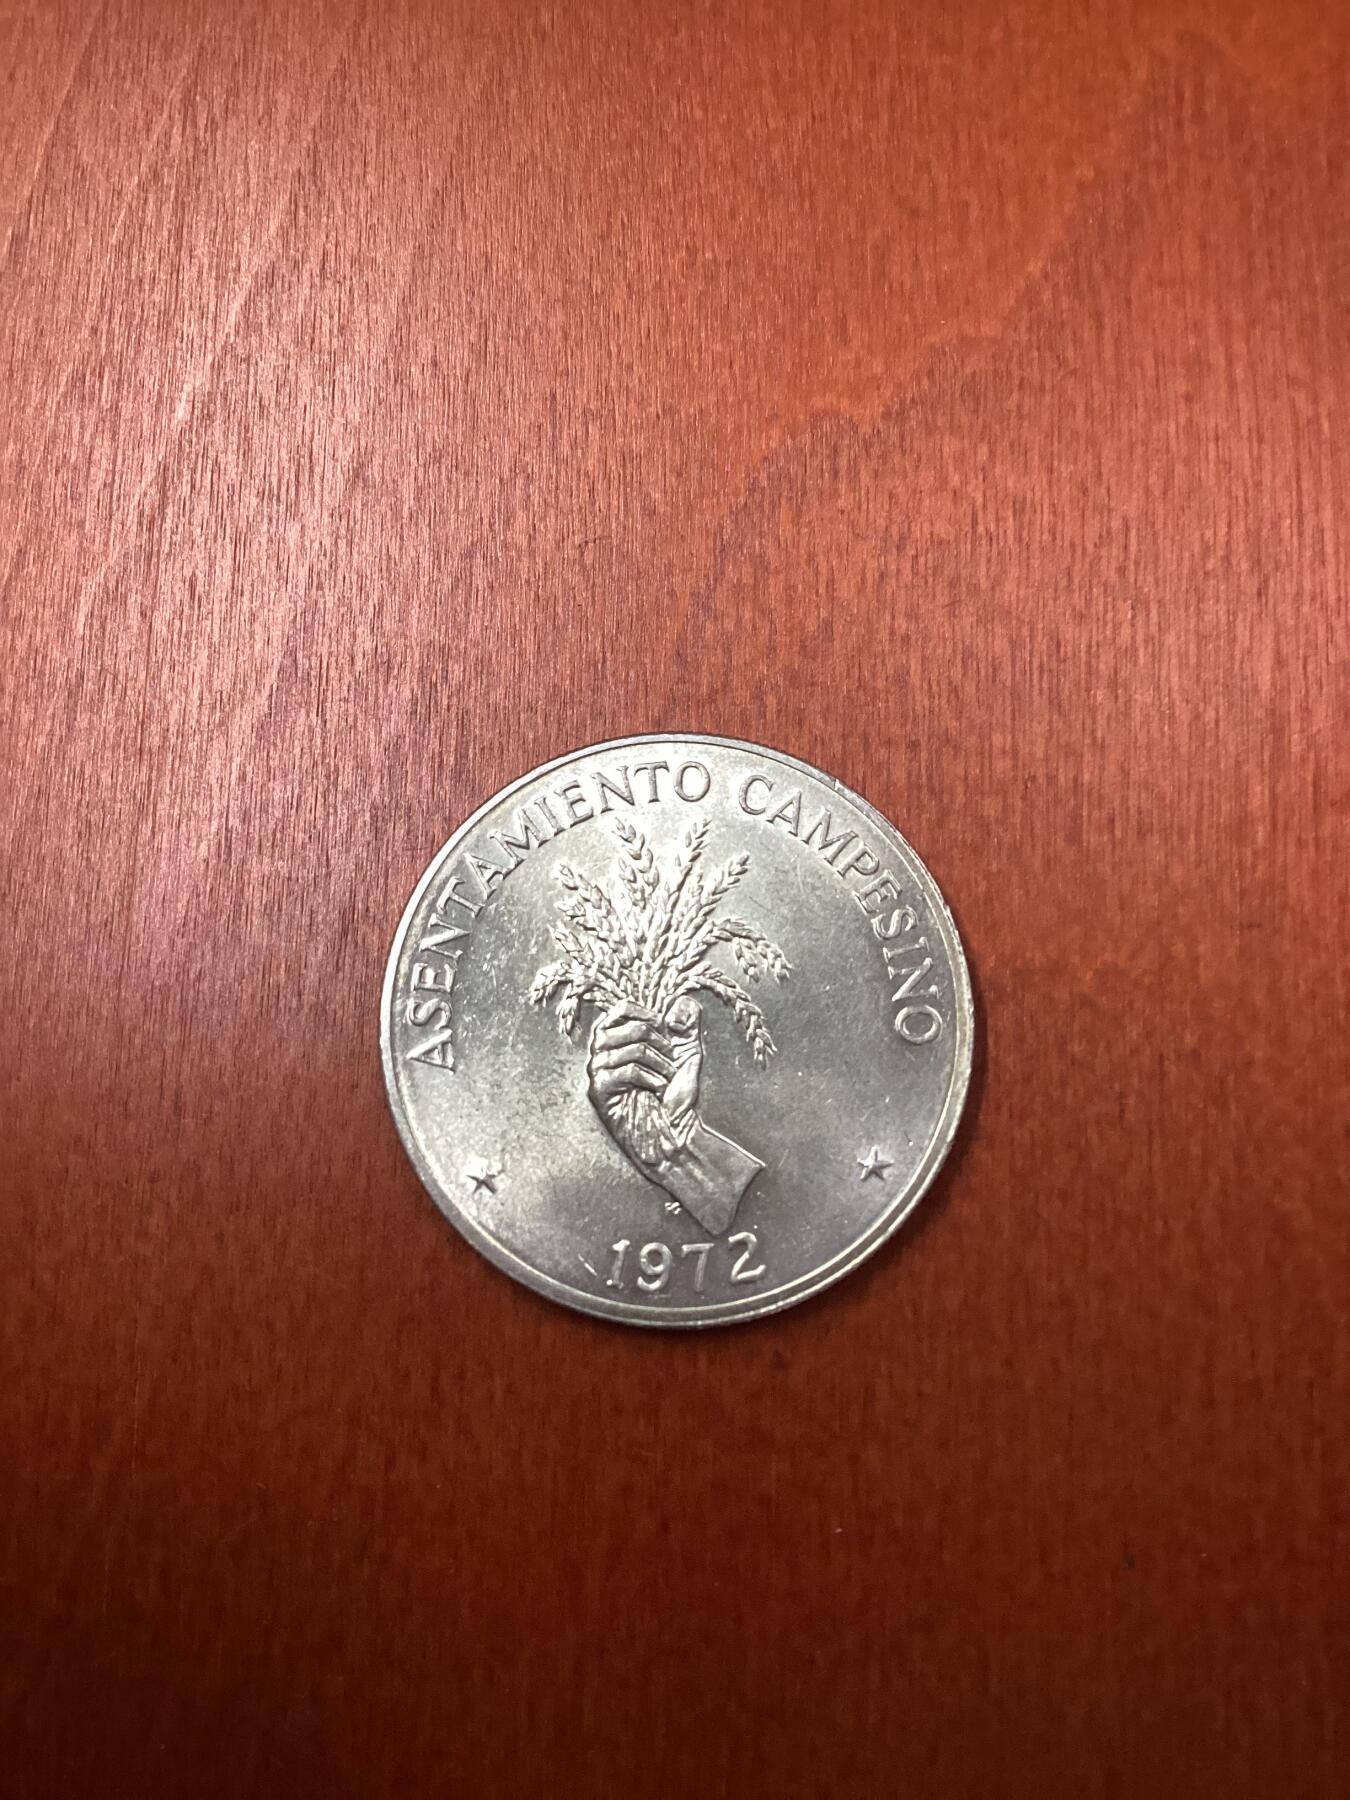 ASENTAMIENTO CAMPESINO
1972